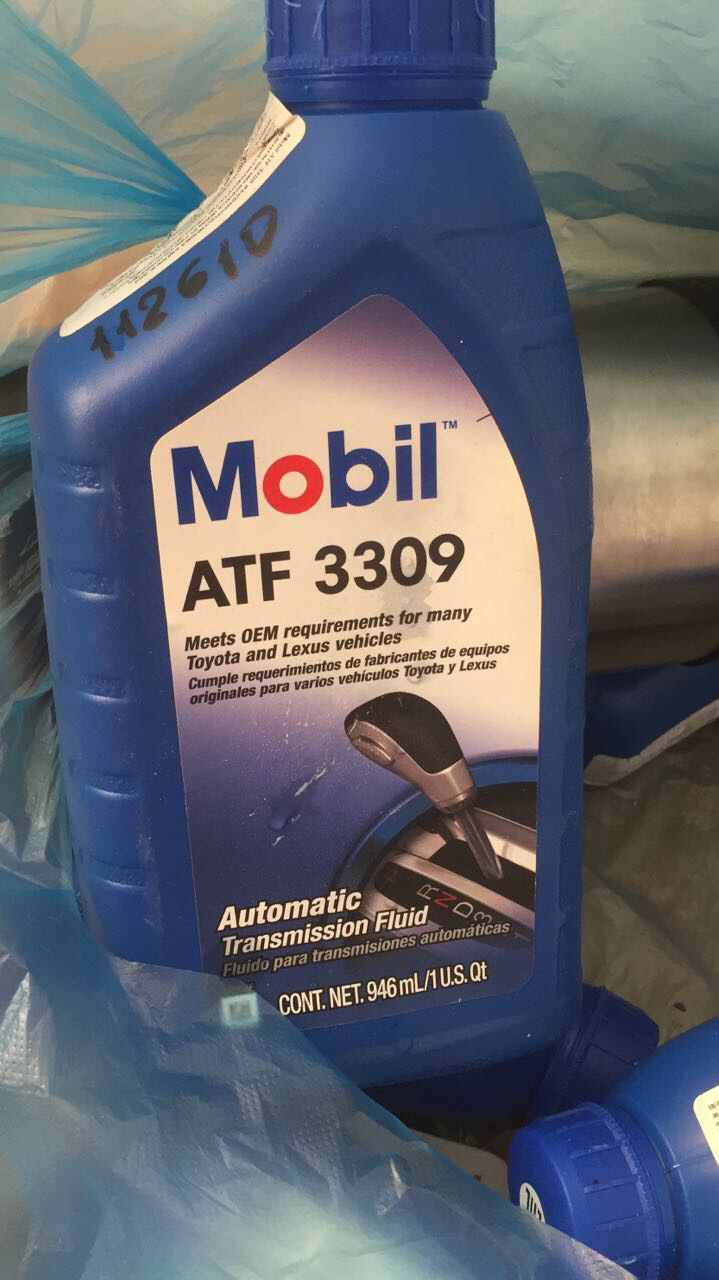 112610
Mobil™
ATF 3309
Meets OEM requirements for many
Toyota and Lexus vehicles
Cumple requerimientos de fabricantes de equipos
originales para varios vehículos Toyota y Lexus
R
N
D
3
Automatic
Transmission Fluid
Fluido para transmisiones automáticas
CONT. NET. 946 mL/1 U.S. Qt